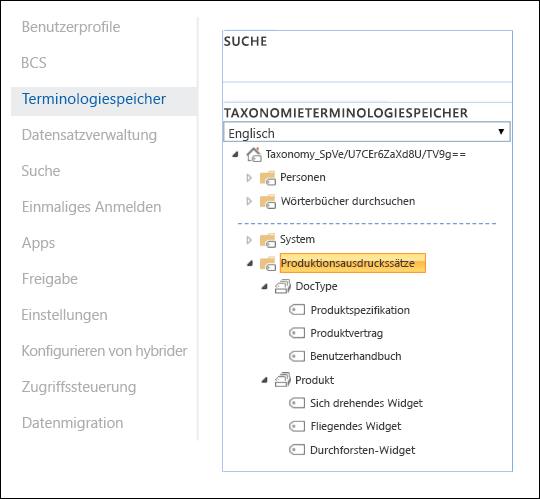 Benutzerprofile
BCS
Terminologiespeicher
Datensatzverwaltung
Suche
Einmaliges Anmelden
Apps
Freigabe
Einstellungen
Konfigurieren von hybrider
Zugriffssteuerung
Datenmigration
SUCHE
TAXONOMIETERMINOLOGIESPEICHER
Englisch
Taxonomy_SpVe/U7CEr6ZaXd8U/TV9g==
Personen
Wörterbücher durchsuchen
System
Produktionsausdruckssätze
DocType
Produktspezifikation
Produktvertrag
Benutzerhandbuch
Produkt
Sich drehendes Widget
Fliegendes Widget
Durchforsten-Widget